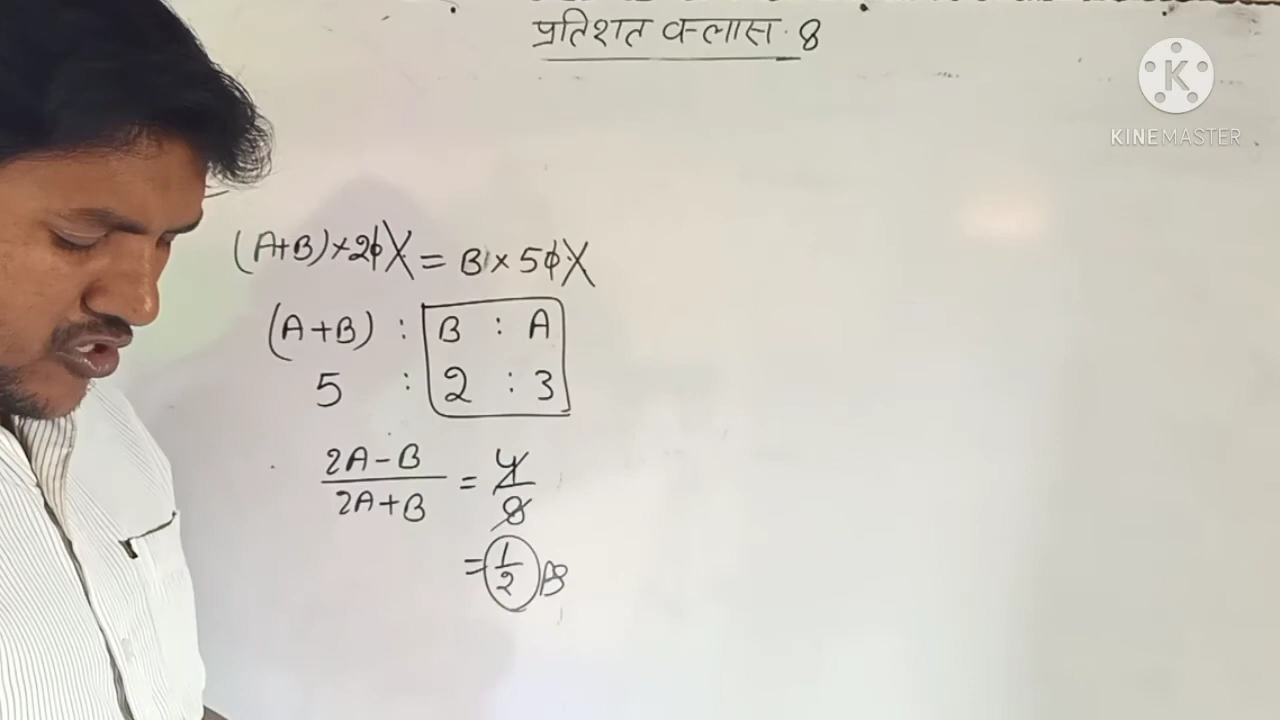 प्रतिशत क्लास. 8
KINEMASTER
(A+B)×20% = B×50%
(A+B) : B : A
5 : 2 : 3
2A-B/2A+B = 4/8
= 1/2 B